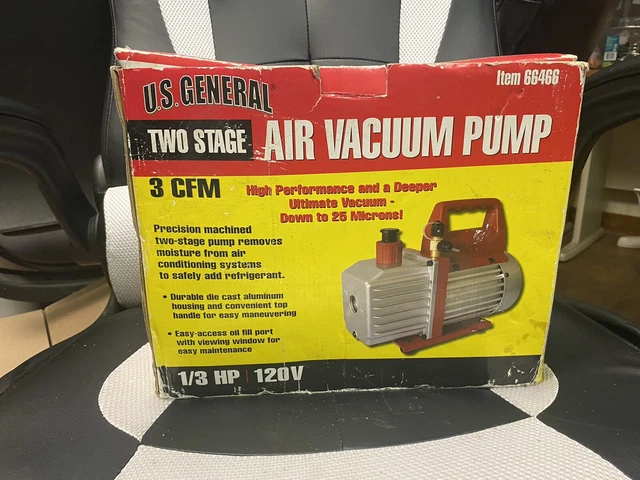 U.S. GENERAL®
Item 66466
TWO STAGE AIR VACUUM PUMP
3 CFM
High Performance and a Deeper
Ultimate Vacuum -
Down to 25 Microns!
Precision machined
two-stage pump removes
moisture from air
conditioning systems
to safely add refrigerant.
• Durable die cast aluminum
housing and convenient top
handle for easy maneuvering
• Easy-access oil fill port
with viewing window for
easy maintenance
1/3 HP 120V